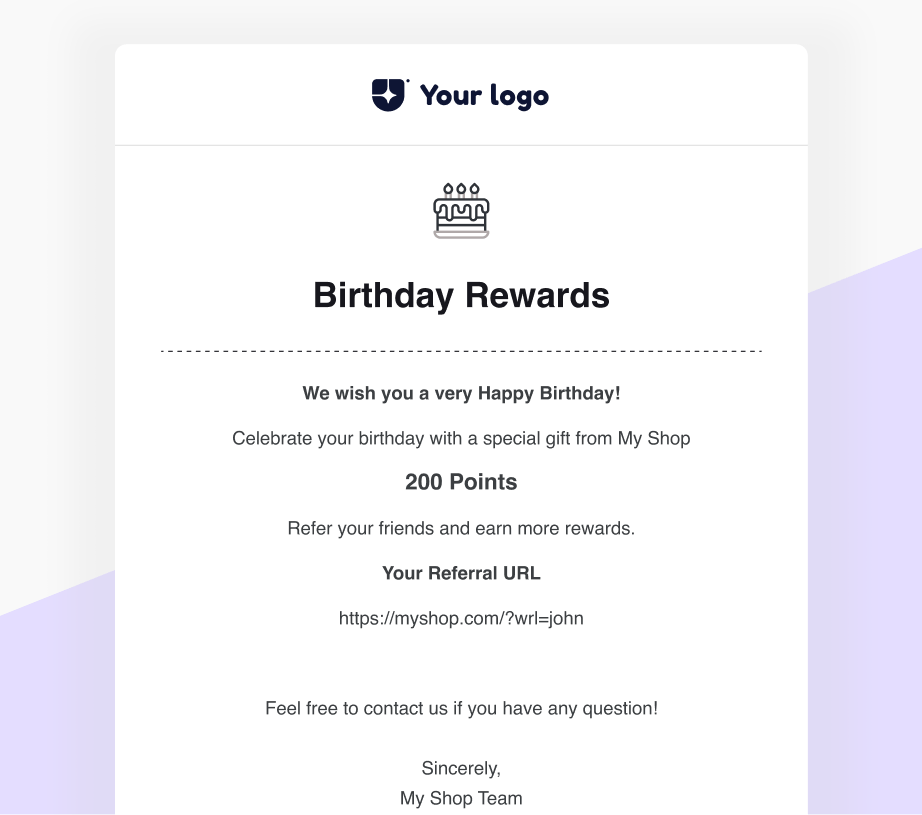 Your logo
Birthday Rewards
We wish you a very Happy Birthday!
Celebrate your birthday with a special gift from My Shop
200 Points
Refer your friends and earn more rewards.
Your Referral URL
https://myshop.com/?wrl=john
Feel free to contact us if you have any question!
Sincerely,
My Shop Team